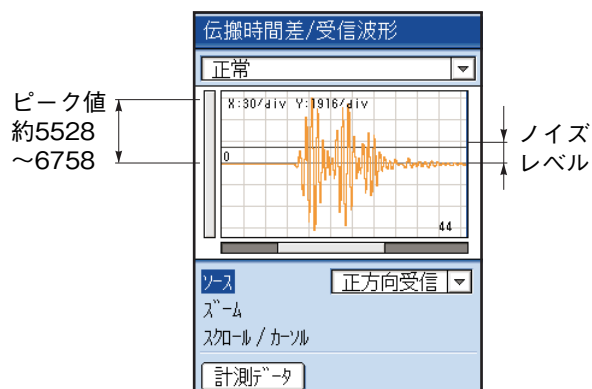 伝搬時間差/受信波形
正常
X:30/div Y:1916/div
ピーク値
約5528
～6758
0
ノイズ
レベル
44
ソース
正方向受信
ズーム
スクロール / カーソル
計測データ